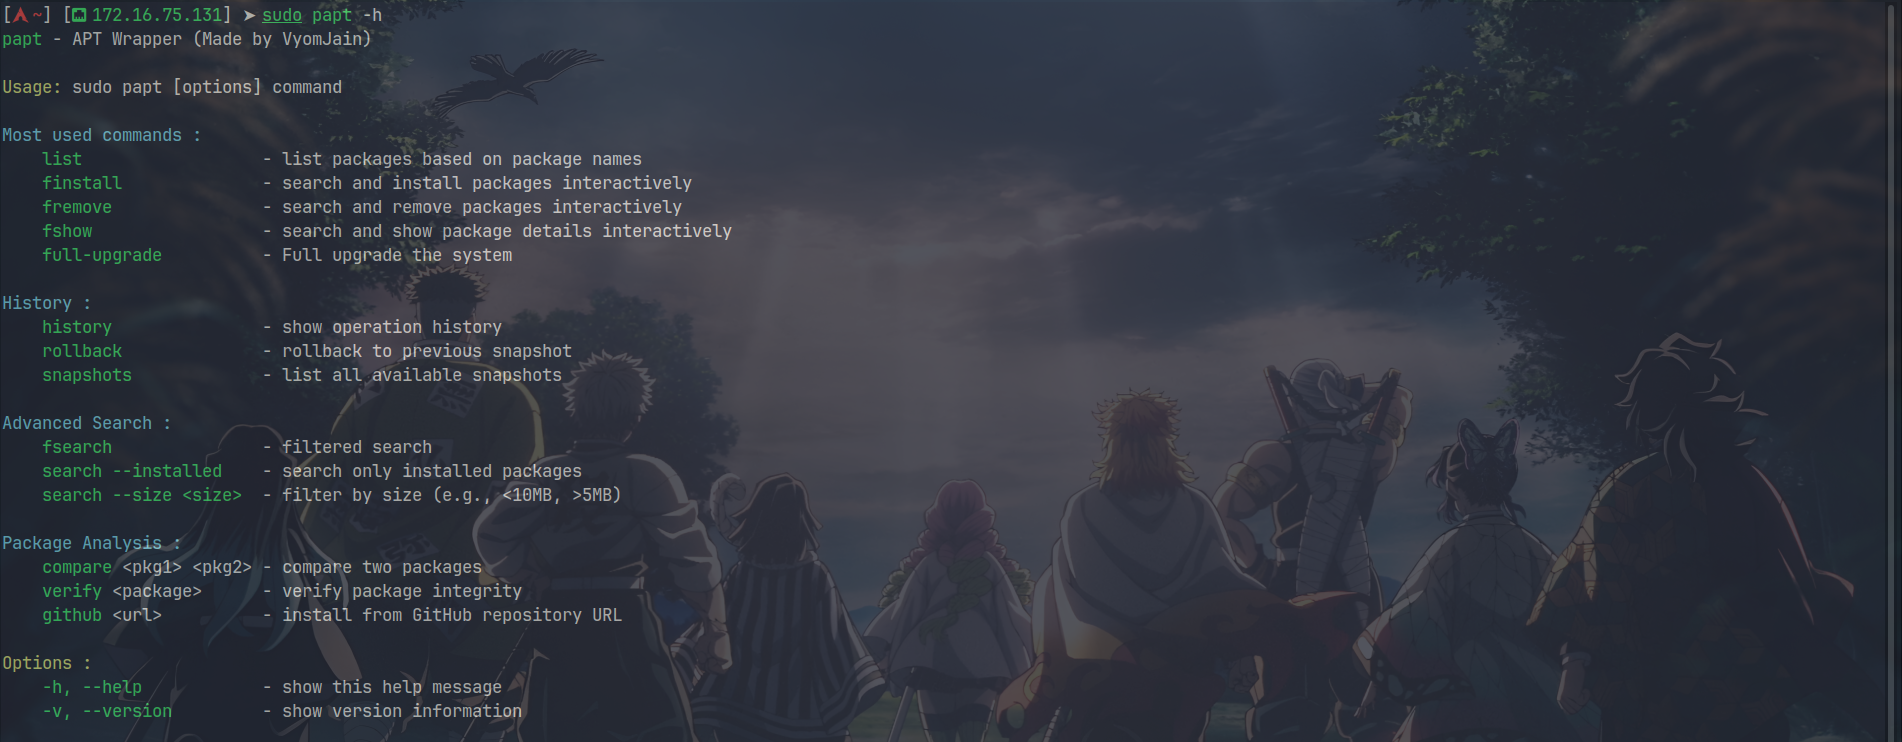 [ ~] [ 172.16.75.131] ➤ sudo papt -h
papt - APT Wrapper (Made by VyomJain)
Usage: sudo papt [options] command
Most used commands :
list - list packages based on package names
finstall - search and install packages interactively
fremove - search and remove packages interactively
fshow - search and show package details interactively
full-upgrade - Full upgrade the system
History :
history - show operation history
rollback - rollback to previous snapshot
snapshots - list all available snapshots
Advanced Search :
fsearch - filtered search
search --installed - search only installed packages
search --size <size> - filter by size (e.g., <10MB, >5MB)
Package Analysis :
compare <pkg1> <pkg2> - compare two packages
verify <package> - verify package integrity
github <url> - install from GitHub repository URL
Options :
-h, --help - show this help message
-v, --version - show version information